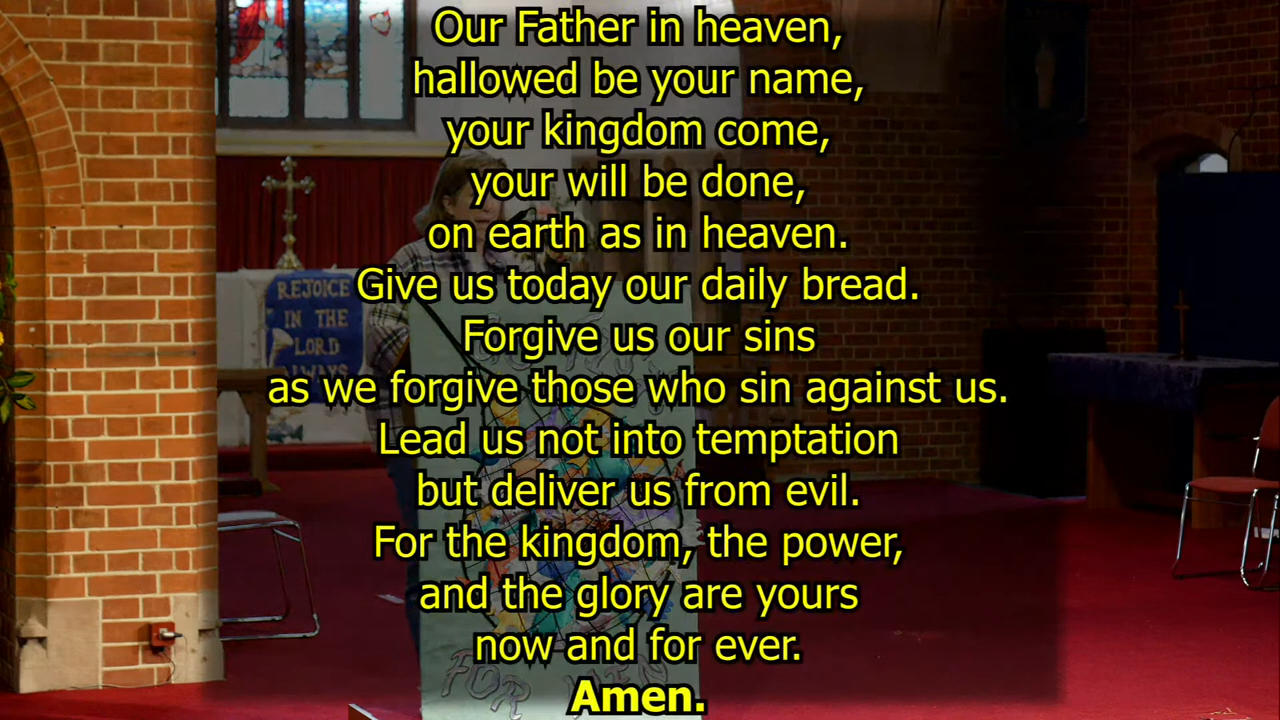 Our Father in heaven,
hallowed be your name,
your kingdom come,
your will be done,
on earth as in heaven.
Give us today our daily bread.
Forgive us our sins
as we forgive those who sin against us.
Lead us not into temptation
but deliver us from evil.
For the kingdom, the power,
and the glory are yours
now and for ever.
Amen.
REJOICE
IN THE
LORD
ALWAYS
FOR